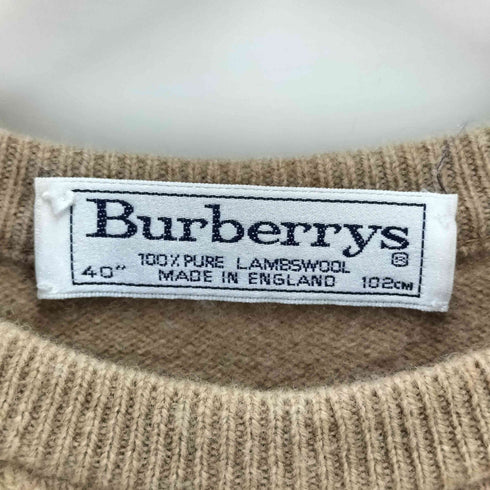 Burberrys®
100% PURE LAMBSWOOL
40" MADE IN ENGLAND 102CM